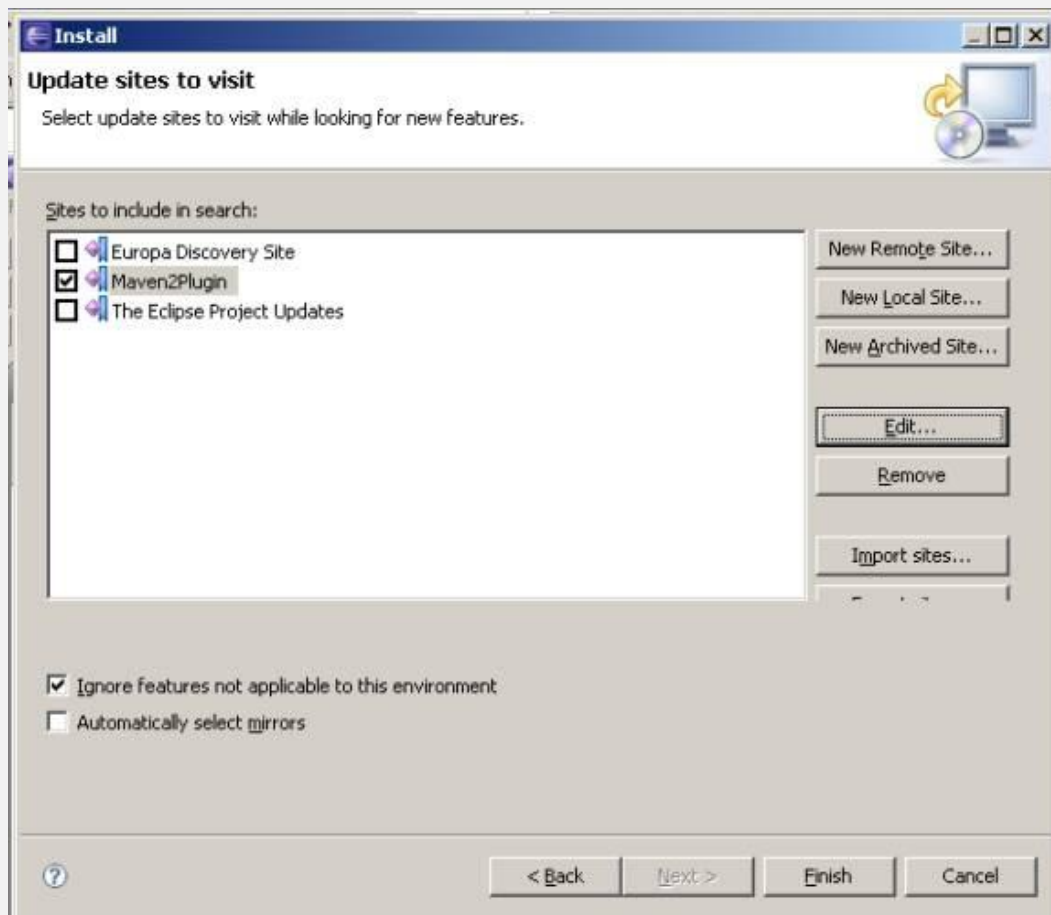 Install
Update sites to visit
Select update sites to visit while looking for new features.
Sites to include in search:
Europa Discovery Site
Maven2Plugin
The Eclipse Project Updates
New Remote Site...
New Local Site...
New Archived Site...
Edit...
Remove
Import sites...
Ignore features not applicable to this environment
Automatically select mirrors
?
< Back
Next >
Finish
Cancel